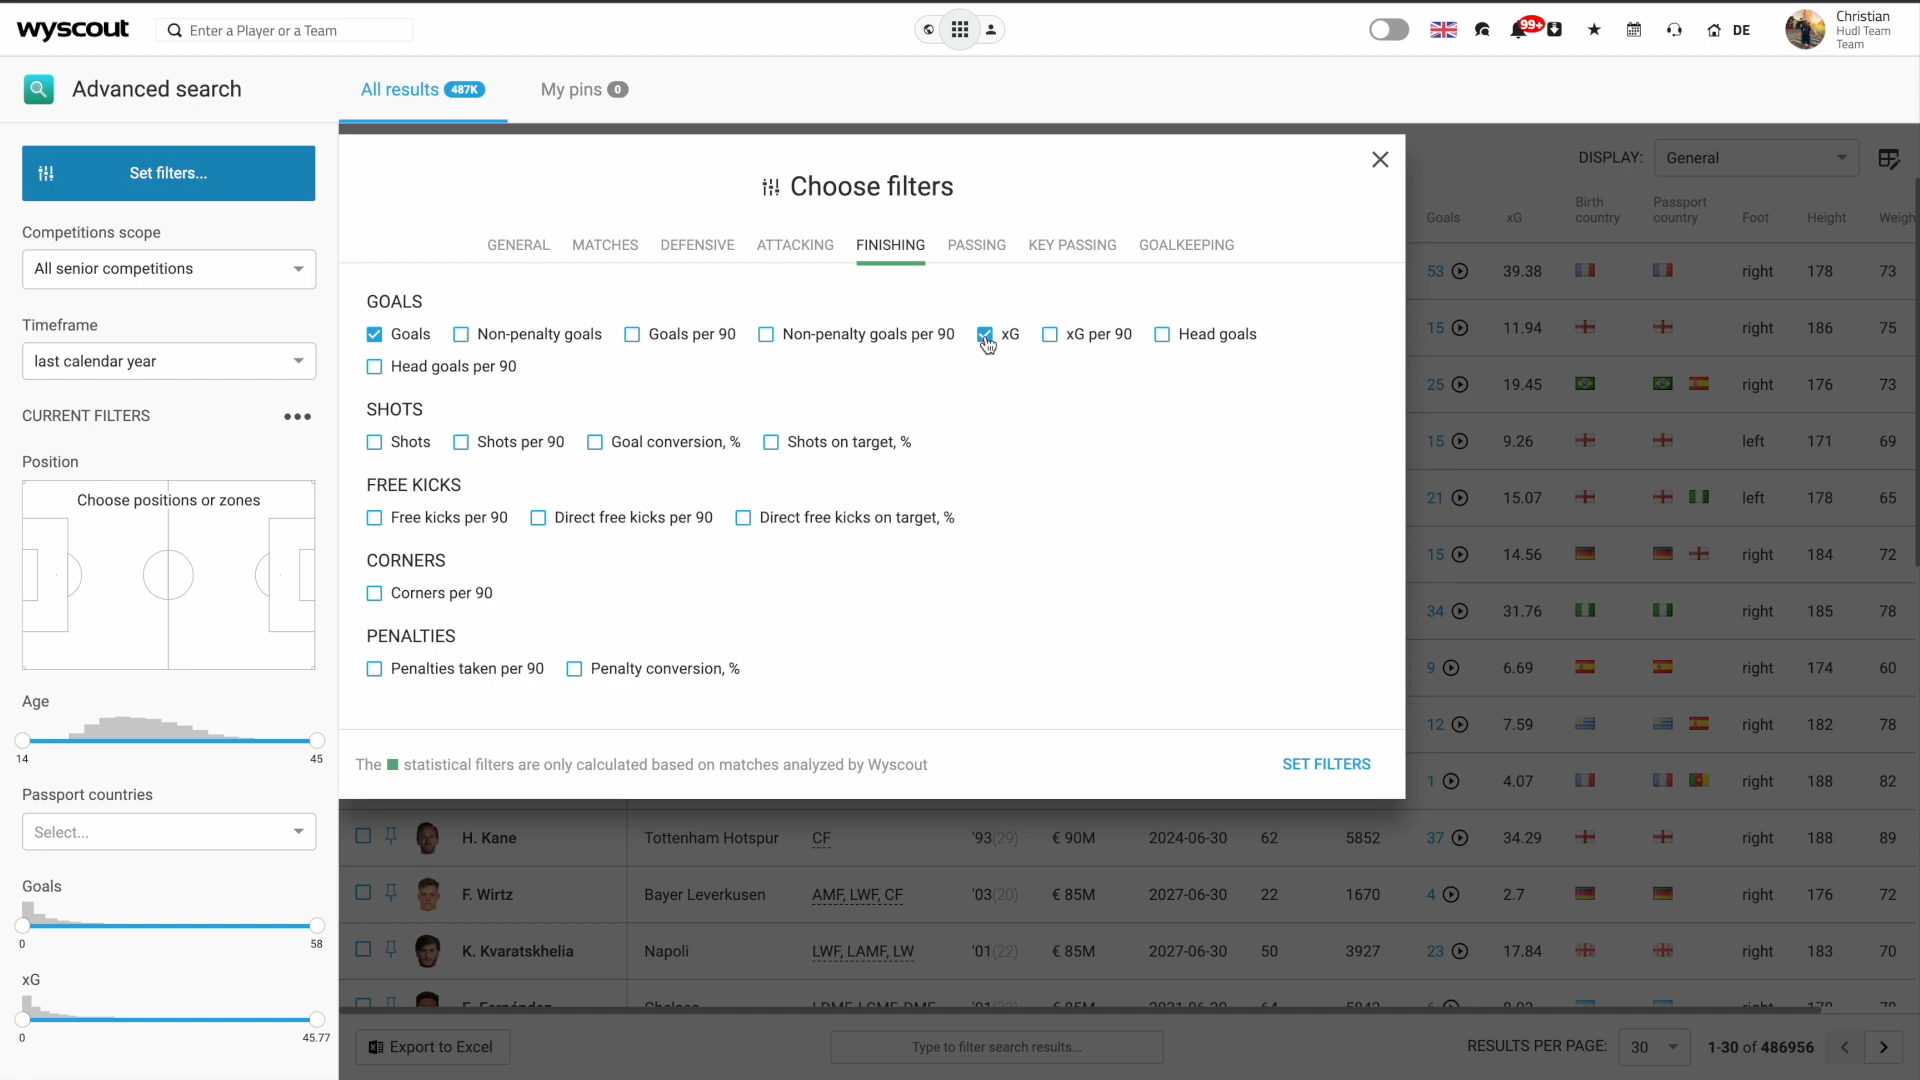 wyscout
Enter a Player or a Team
99+
DE
Christian
Hudl Team
Team
Advanced search
All results 487K
My pins 0
Set filters...
Competitions scope
All senior competitions
Timeframe
last calendar year
CURRENT FILTERS
Position
Choose positions or zones
Age
14 45
Passport countries
Select...
Goals
0 58
xG
0 45.77
Choose filters
GENERAL MATCHES DEFENSIVE ATTACKING FINISHING PASSING KEY PASSING GOALKEEPING
GOALS
Goals Non-penalty goals Goals per 90 Non-penalty goals per 90 xG xG per 90 Head goals
Head goals per 90
SHOTS
Shots Shots per 90 Goal conversion, % Shots on target, %
FREE KICKS
Free kicks per 90 Direct free kicks per 90 Direct free kicks on target, %
CORNERS
Corners per 90
PENALTIES
Penalties taken per 90 Penalty conversion, %
The statistical filters are only calculated based on matches analyzed by Wyscout
SET FILTERS
DISPLAY: General
Goals xG Birth country Passport country Foot Height Weigh
53 39.38 right 178 73
15 11.94 right 186 75
25 19.45 right 176 73
15 9.26 left 171 69
21 15.07 left 178 65
15 14.56 right 184 72
34 31.76 right 185 78
9 6.69 right 174 60
12 7.59 right 182 78
1 4.07 right 188 82
H. Kane Tottenham Hotspur CF '93(29) € 90M 2024-06-30 62 5852 37 34.29 right 188 89
F. Wirtz Bayer Leverkusen AMF, LWF, CF '03(20) € 85M 2027-06-30 22 1670 4 2.7 right 176 72
K. Kvaratskhelia Napoli LWF, LAMF, LW '01(22) € 85M 2027-06-30 50 3927 23 17.84 right 183 70
Export to Excel
Type to filter search results...
RESULTS PER PAGE: 30 1-30 of 486956